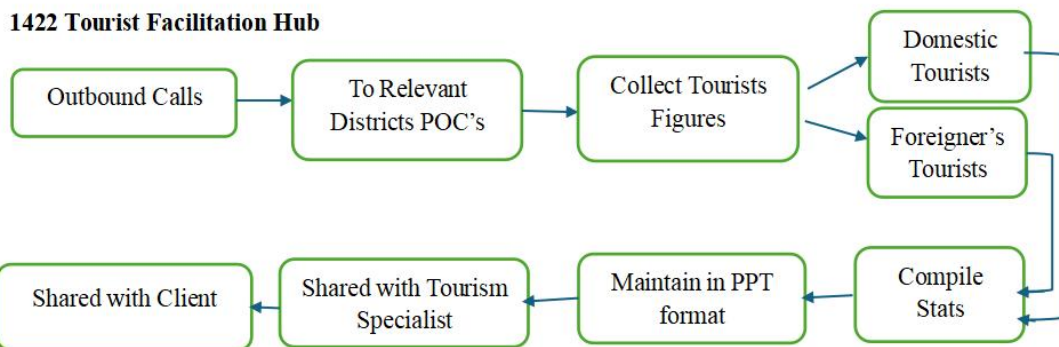 1422 Tourist Facilitation Hub
Outbound Calls
To Relevant
Districts POC’s
Collect Tourists
Figures
Domestic
Tourists
Foreigner’s
Tourists
Compile
Stats
Maintain in PPT
format
Shared with Tourism
Specialist
Shared with Client